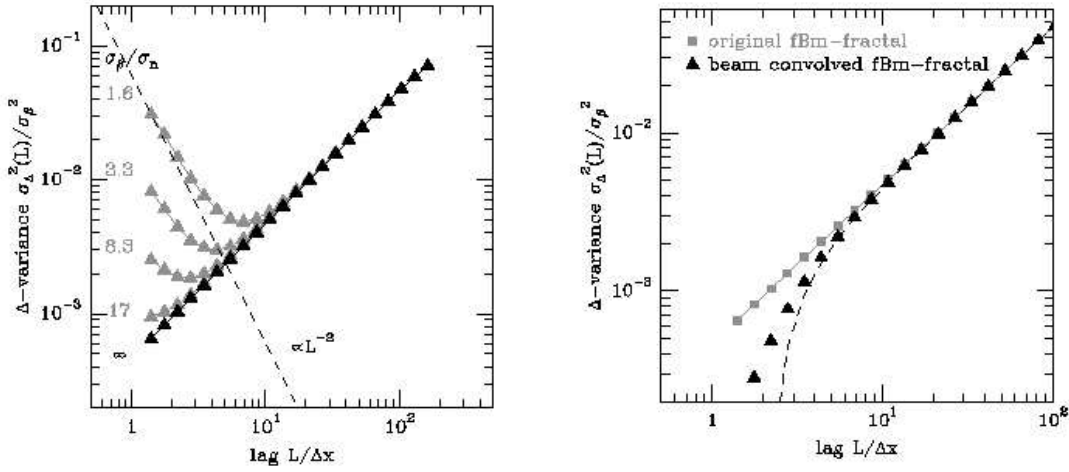 Δ-variance σ_Δ^2(L)/σ_β^2
10^-1
10^-2
10^-3
σ_β/σ_n
1.6
3.3
8.3
17
∞
∝L^-2
1
10^1
10^2
lag L/Δx
Δ-variance σ_Δ^2(L)/σ_β^2
10^-2
10^-3
original fBm-fractal
beam convolved fBm-fractal
1
10^1
10^2
lag L/Δx